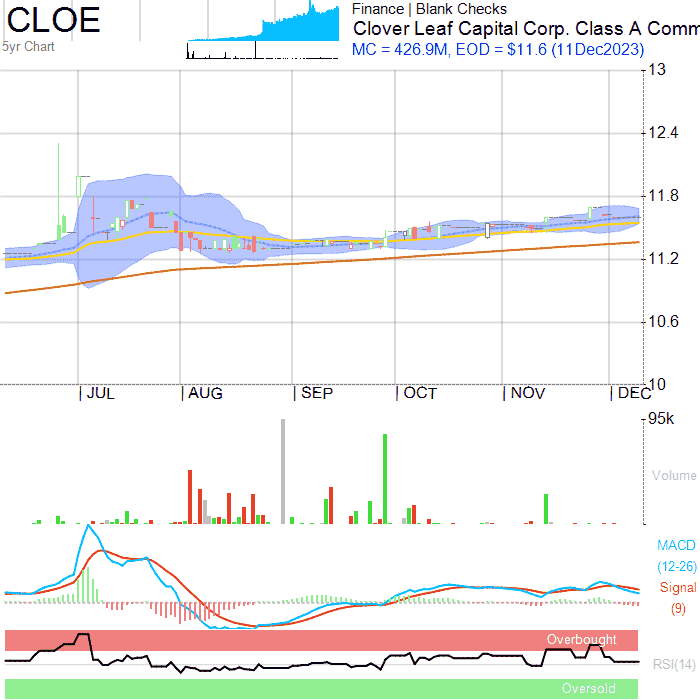 CLOE
5yr Chart
Finance | Blank Checks
Clover Leaf Capital Corp. Class A Comm
MC = 426.9M, EOD = $11.6 (11Dec2023)
13
12.4
11.8
11.2
10.6
10
| JUL | AUG | SEP | OCT | NOV | DEC
95k
Volume
MACD
(12-26)
Signal
(9)
Overbought
RSI(14)
Oversold